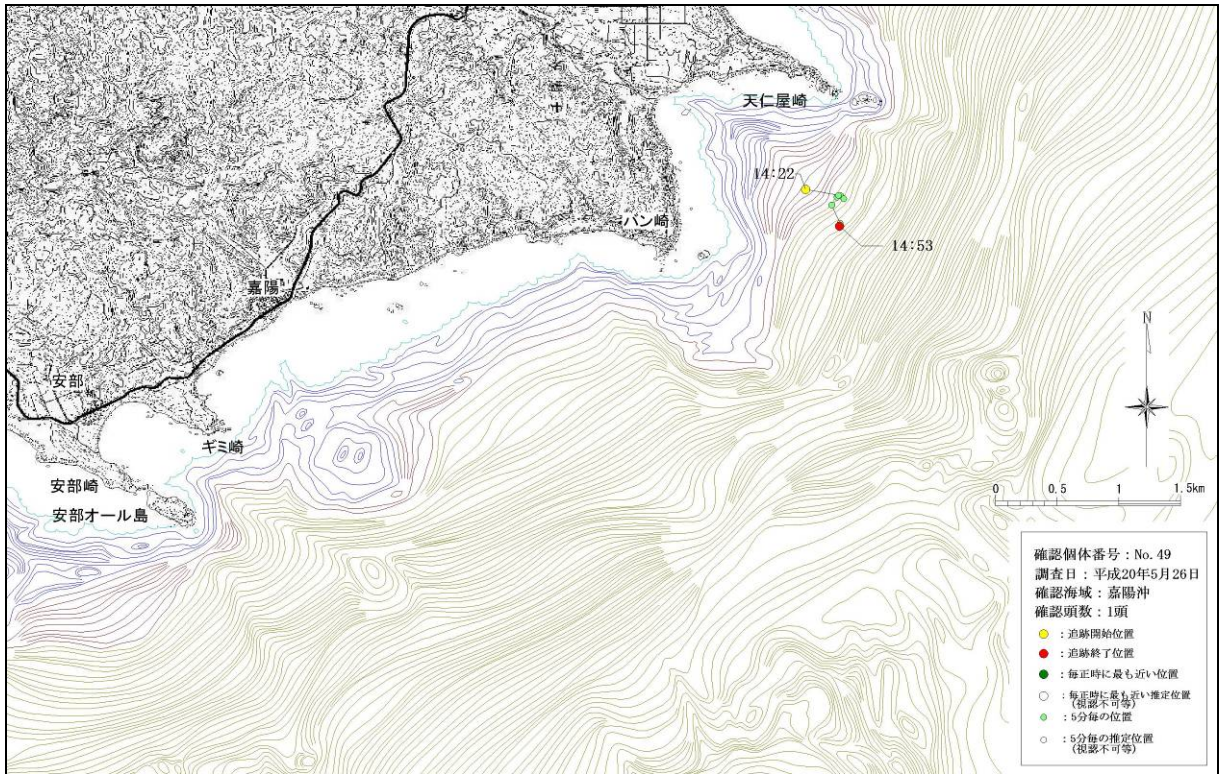 天仁屋崎
14:22
バン崎
14:53
嘉陽
N
安部
ギミ崎
安部崎
安部オール島
0 0.5 1 1.5km
確認個体番号：No. 49
調査日：平成20年5月26日
確認海域：嘉陽沖
確認頭数：1頭
：追跡開始位置
：追跡終了位置
：毎正時に最も近い位置
：毎正時に最も近い推定位置
(視認不可等)
：5分毎の位置
：5分毎の推定位置
(視認不可等)